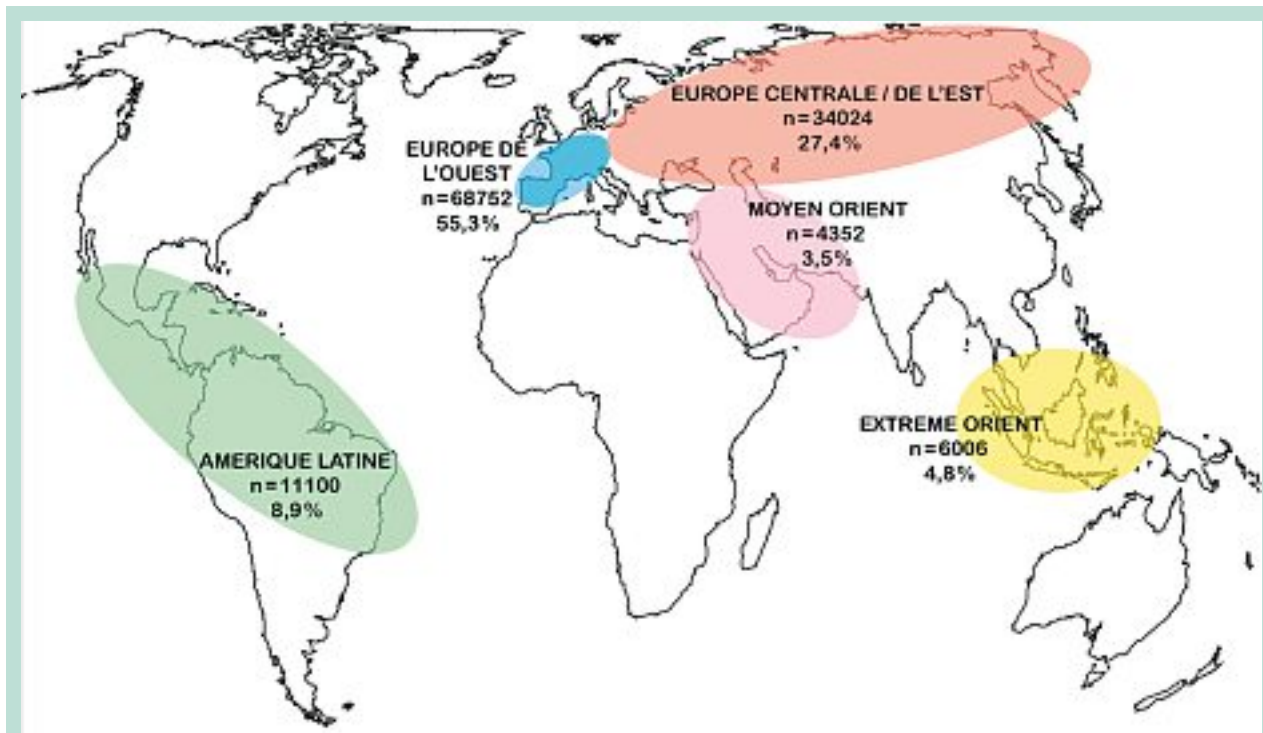 EUROPE CENTRALE / DE L'EST
n=34024
27,4%
EUROPE DE
L'OUEST
n=68752
55,3%
MOYEN ORIENT
n=4352
3,5%
EXTREME ORIENT
n=6006
4,8%
AMERIQUE LATINE
n=11100
8,9%